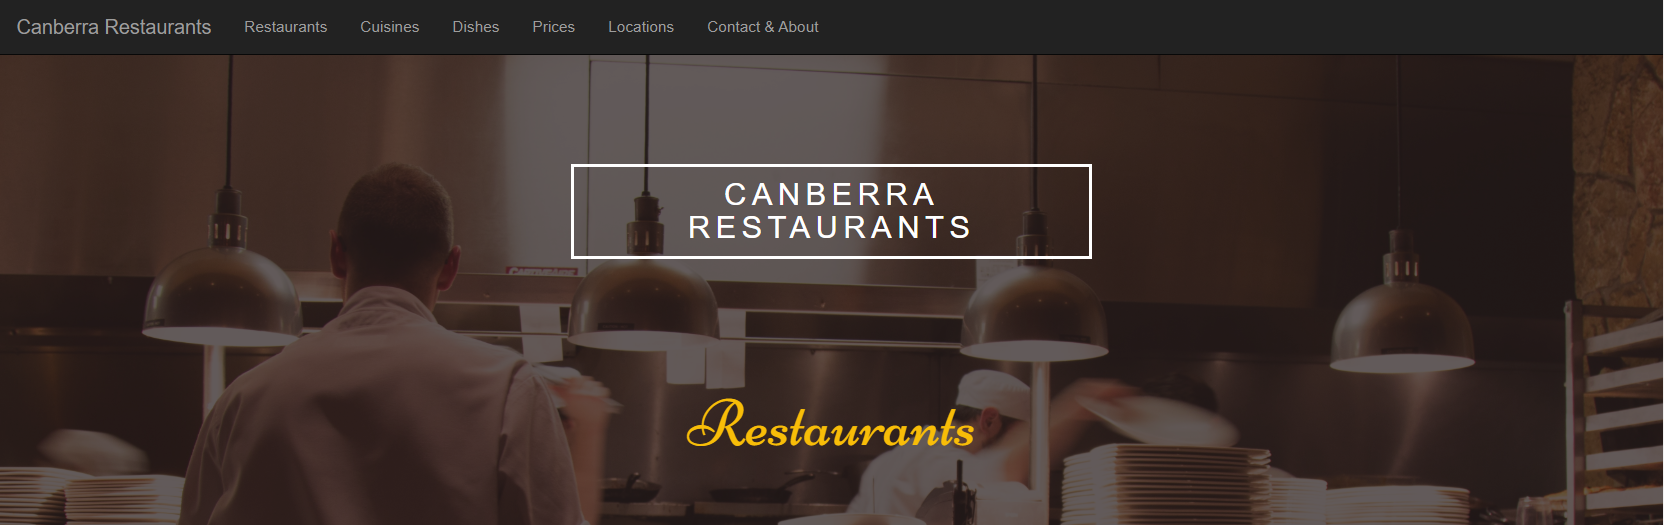 Canberra Restaurants Restaurants Cuisines Dishes Prices Locations Contact & About
CANBERRA
RESTAURANTS
Restaurants